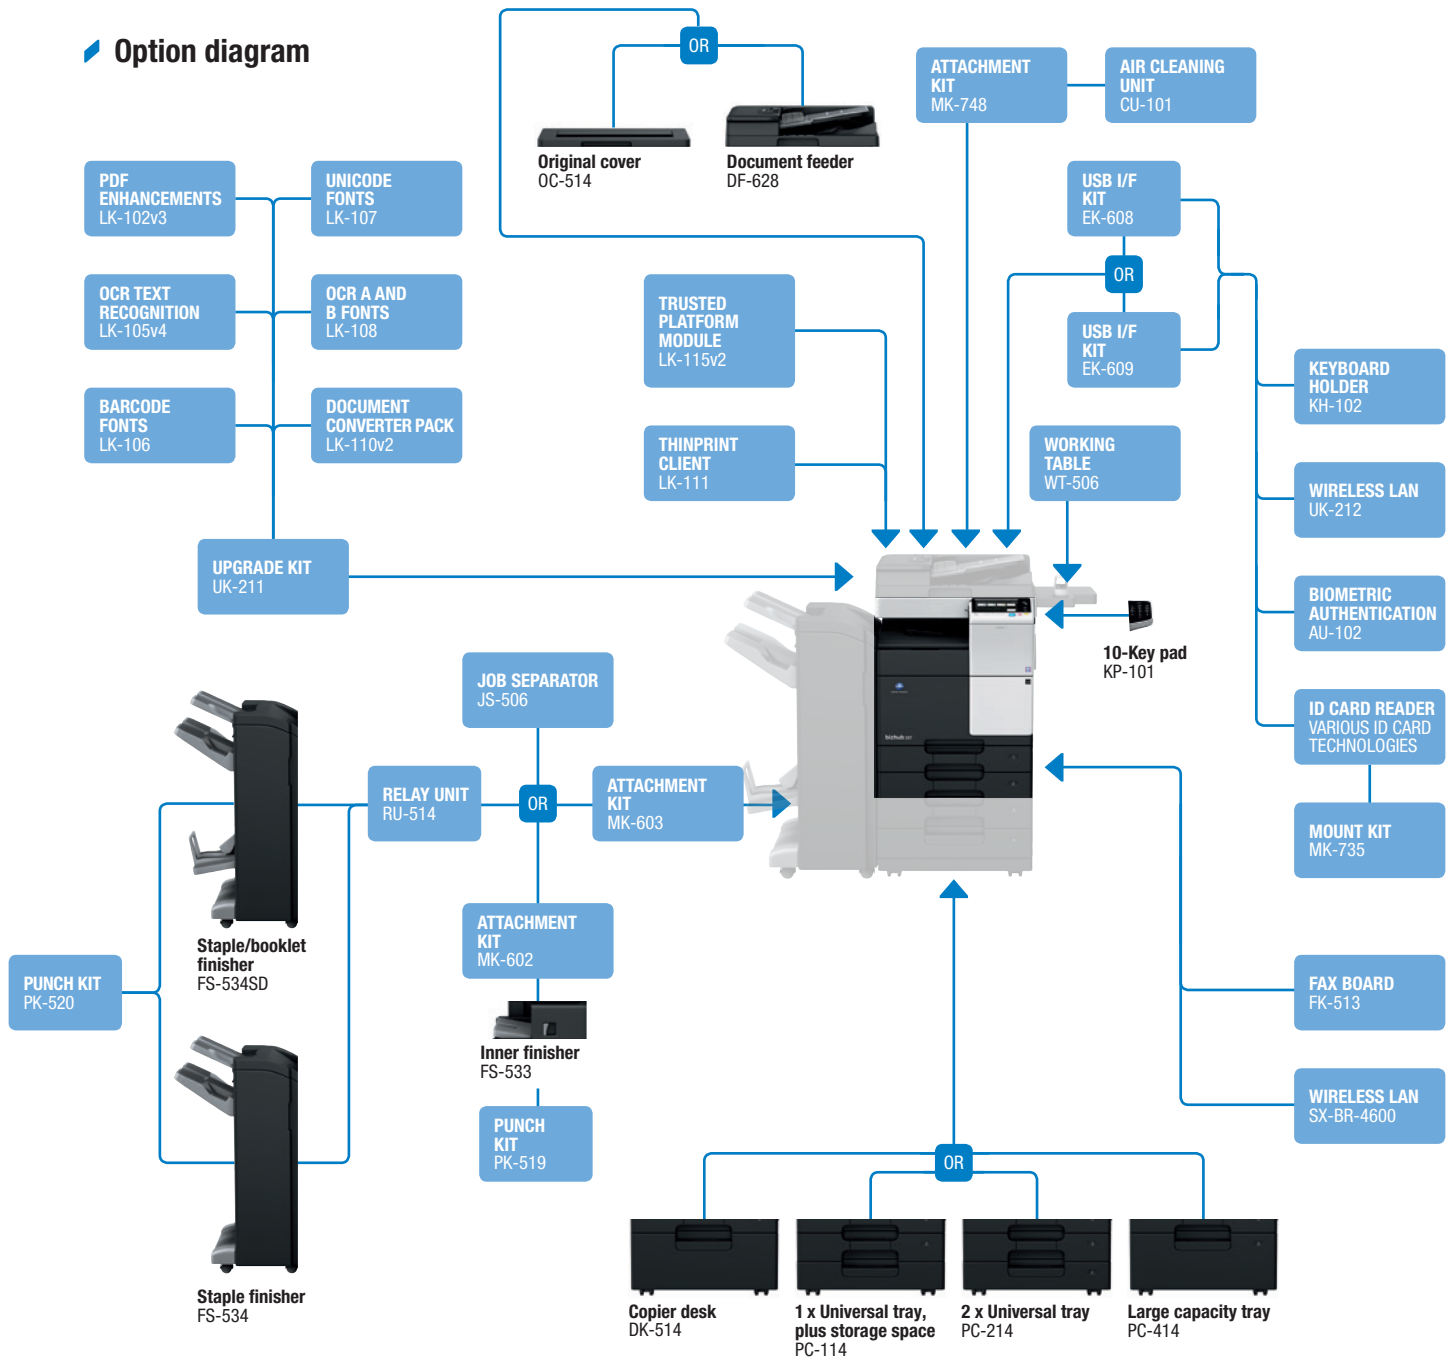 Option diagram
OR
Original cover
OC-514
Document feeder
DF-628
ATTACHMENT
KIT
MK-748
AIR CLEANING
UNIT
CU-101
PDF
ENHANCEMENTS
LK-102v3
UNICODE
FONTS
LK-107
USB I/F
KIT
EK-608
OR
USB I/F
KIT
EK-609
OCR TEXT
RECOGNITION
LK-105v4
OCR A AND
B FONTS
LK-108
TRUSTED
PLATFORM
MODULE
LK-115v2
BARCODE
FONTS
LK-106
DOCUMENT
CONVERTER PACK
LK-110v2
THINPRINT
CLIENT
LK-111
WORKING
TABLE
WT-506
KEYBOARD
HOLDER
KH-102
WIRELESS LAN
UK-212
UPGRADE KIT
UK-211
BIOMETRIC
AUTHENTICATION
AU-102
10-Key pad
KP-101
JOB SEPARATOR
JS-506
ID CARD READER
VARIOUS ID CARD
TECHNOLOGIES
bizhub
RELAY UNIT
RU-514
OR
ATTACHMENT
KIT
MK-603
MOUNT KIT
MK-735
ATTACHMENT
KIT
MK-602
Staple/booklet
finisher
FS-534SD
PUNCH KIT
PK-520
FAX BOARD
FK-513
Inner finisher
FS-533
PUNCH
KIT
PK-519
WIRELESS LAN
SX-BR-4600
OR
Staple finisher
FS-534
Copier desk
DK-514
1 x Universal tray,
plus storage space
PC-114
2 x Universal tray
PC-214
Large capacity tray
PC-414